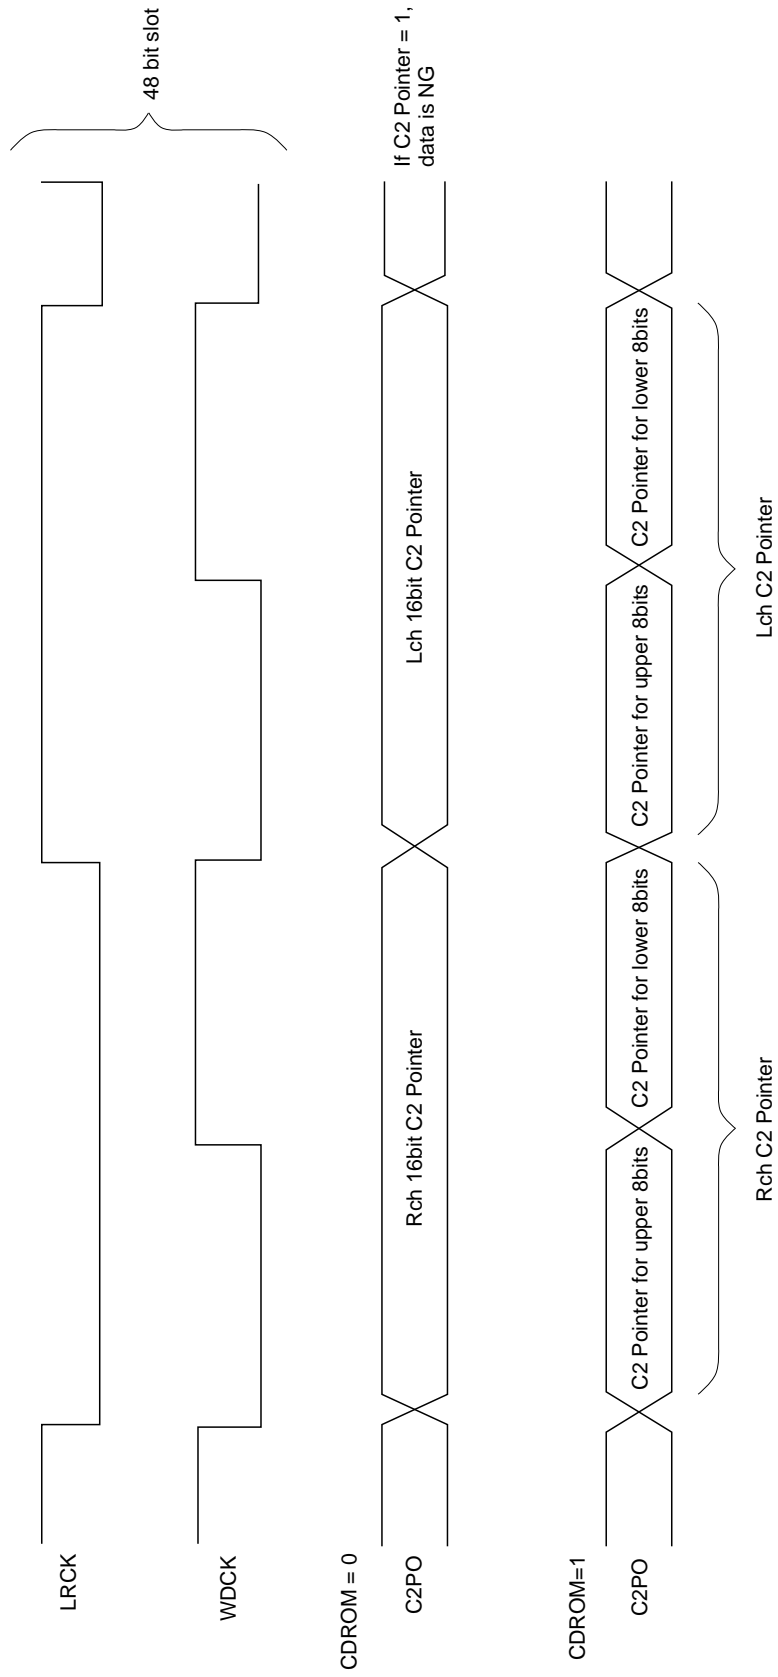 48 bit slot
LRCK
WDCK
CDROM = 0
C2PO
Rch 16bit C2 Pointer
Lch 16bit C2 Pointer
If C2 Pointer = 1,
data is NG
CDROM=1
C2PO
C2 Pointer for upper 8bits
C2 Pointer for lower 8bits
C2 Pointer for upper 8bits
C2 Pointer for lower 8bits
Rch C2 Pointer
Lch C2 Pointer